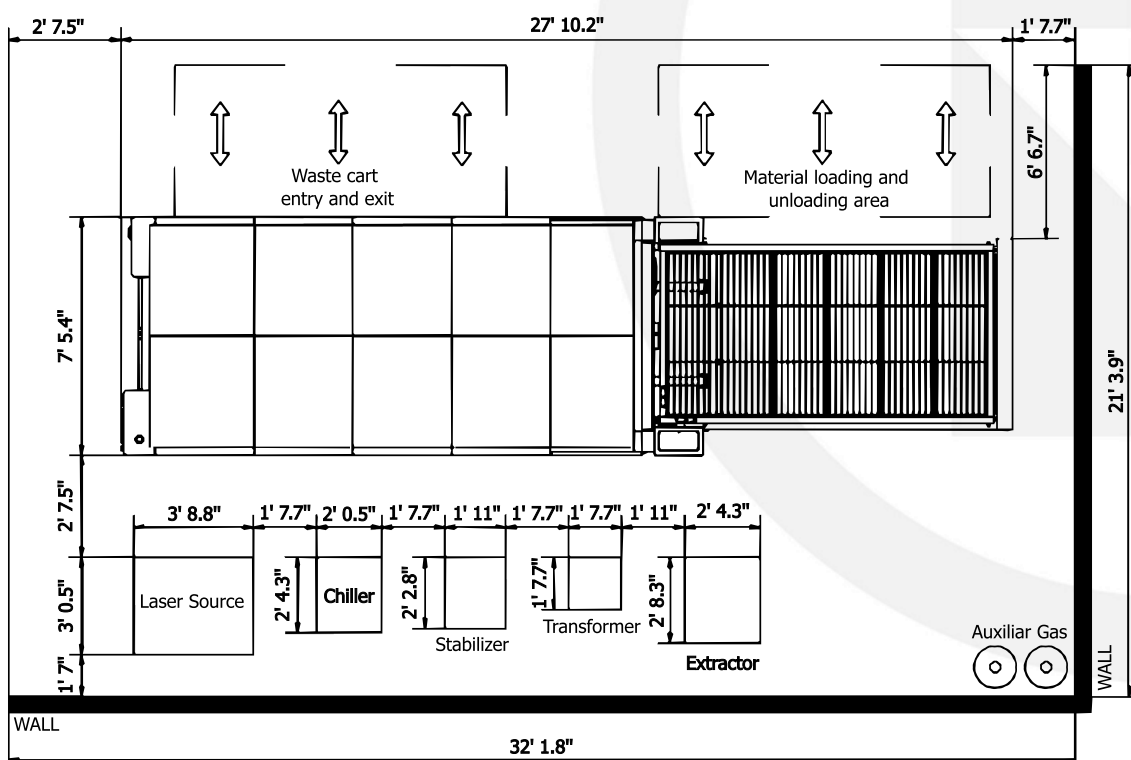 2' 7.5"
27' 10.2"
1' 7.7"
6' 6.7"
Waste cart
entry and exit
Material loading and
unloading area
7' 5.4"
21' 3.9"
2' 7.5"
3' 8.8"
1' 7.7"
2' 0.5"
1' 7.7"
1' 11"
1' 7.7"
1' 7.7"
1' 11"
2' 4.3"
3' 0.5"
Laser Source
2' 4.3"
Chiller
2' 2.8"
Stabilizer
1' 7.7"
Transformer
2' 8.3"
Extractor
Auxiliar Gas
1' 7"
WALL
WALL
32' 1.8"